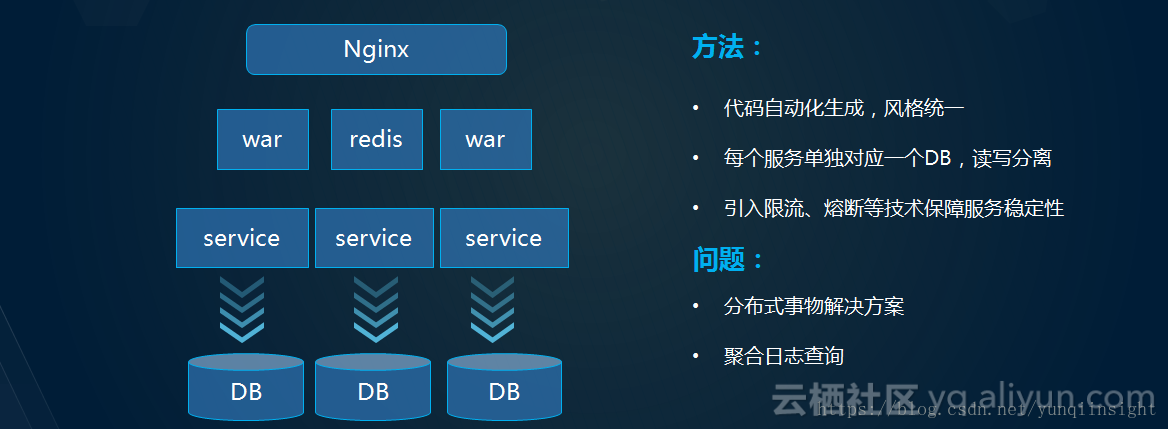 Nginx
war
redis
war
service
service
service
DB
DB
DB
方法：
• 代码自动化生成，风格统一
• 每个服务单独对应一个DB，读写分离
• 引入限流、熔断等技术保障服务稳定性
问题：
• 分布式事物解决方案
• 聚合日志查询
云栖社区 yq.aliyun.com
https://blog.csdn.net/yunqiinsight